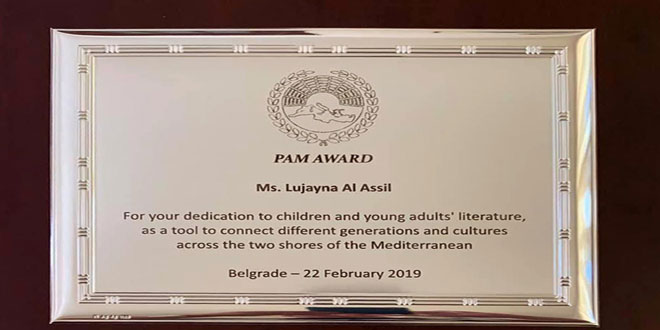 PAM AWARD
Ms. Lujayna Al Assil
For your dedication to children and young adults' literature,
as a tool to connect different generations and cultures
across the two shores of the Mediterranean
Belgrade – 22 February 2019